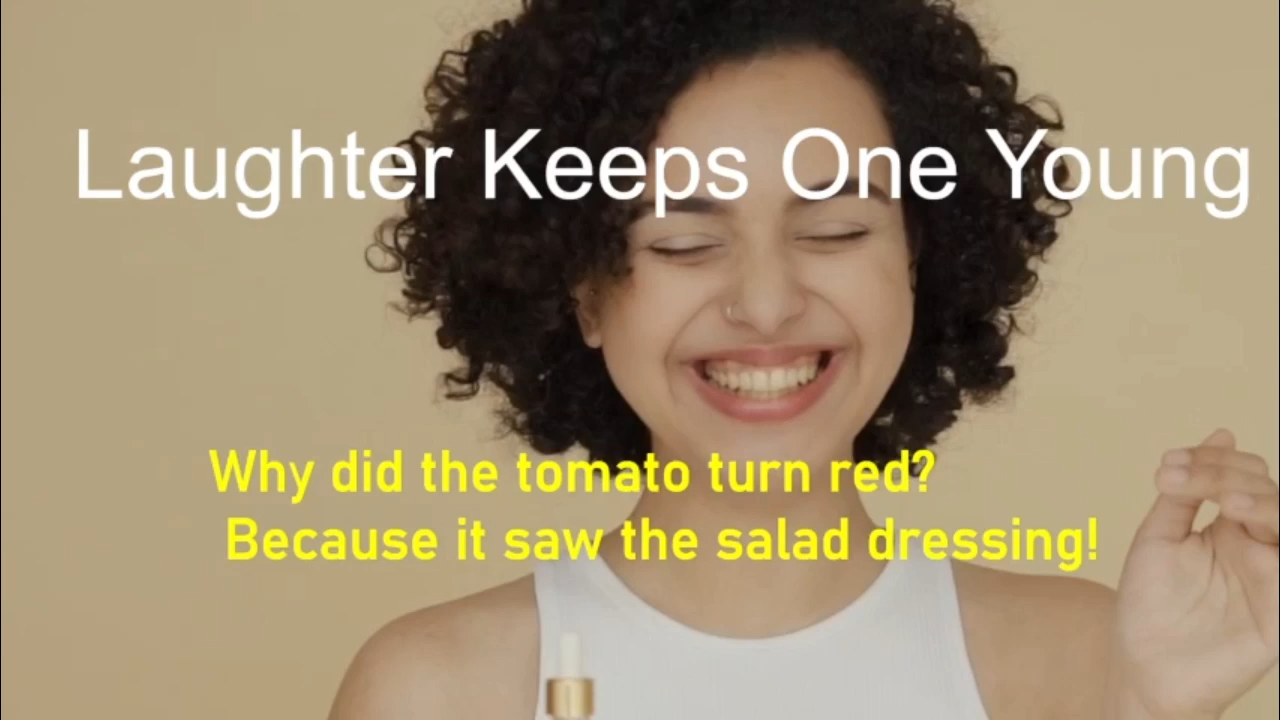 Laughter Keeps One Young
Why did the tomato turn red?
Because it saw the salad dressing!